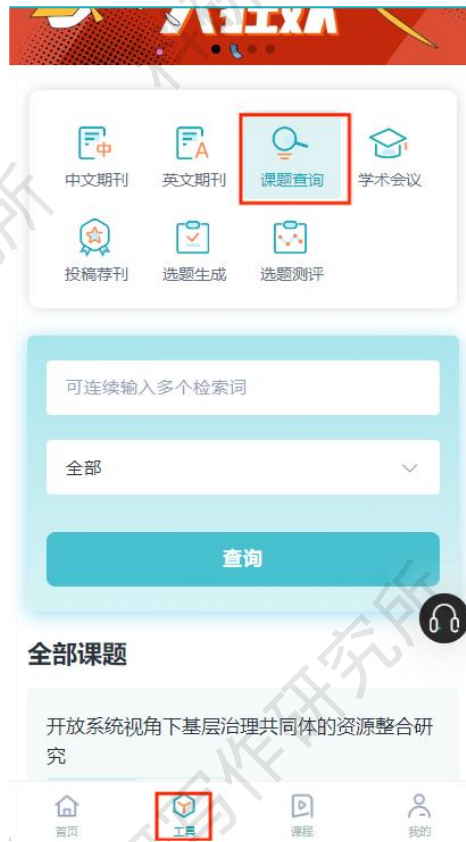 中文期刊 英文期刊 课题查询 学术会议
投稿荐刊 选题生成 选题测评
可连续输入多个检索词
全部
查询
全部课题
开放系统视角下基层治理共同体的资源整合研
究
首页 工具 课程 我的